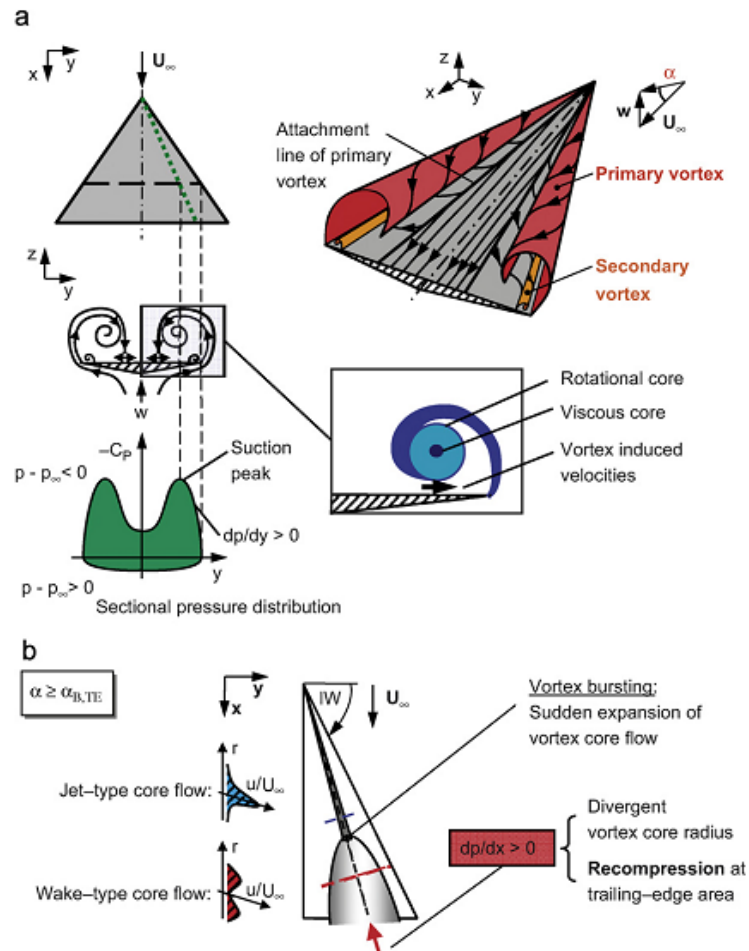 a
x
y
U∞
z
x
y
α
w
U∞
Attachment
line of primary
vortex
Primary vortex
Secondary
vortex
z
y
w
Rotational core
Viscous core
Vortex induced
velocities
–CP
p - p∞< 0
Suction
peak
dp/dy > 0
y
p - p∞> 0
Sectional pressure distribution
b
α ≥ αB,TE
y
x
lW
U∞
Vortex bursting:
Sudden expansion of
vortex core flow
r
u/U∞
Jet–type core flow:
r
u/U∞
Wake–type core flow:
dp/dx > 0
Divergent
vortex core radius
Recompression at
trailing–edge area